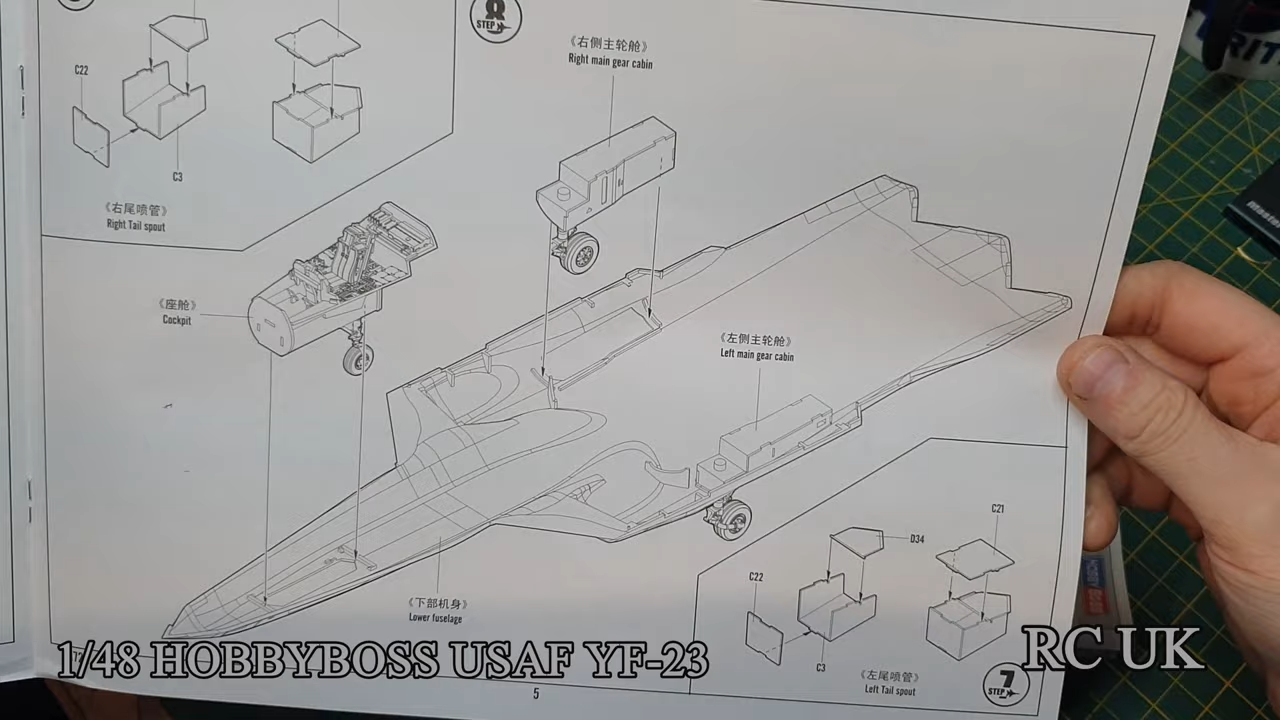 8
STEP
《右侧主轮舱》
Right main gear cabin
C22
C3
《右尾喷管》
Right Tail spout
《座舱》
Cockpit
《左侧主轮舱》
Left main gear cabin
《下部机身》
Lower fuselage
C21
D34
C22
C3
《左尾喷管》
Left Tail spout
7
STEP
5
1/48 HOBBYBOSS USAF YF-23
RC UK